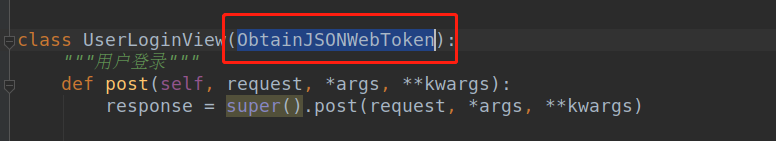 class UserLoginView(ObtainJSONWebToken):
"""用户登录"""
def post(self, request, *args, **kwargs):
response = super().post(request, *args, **kwargs)